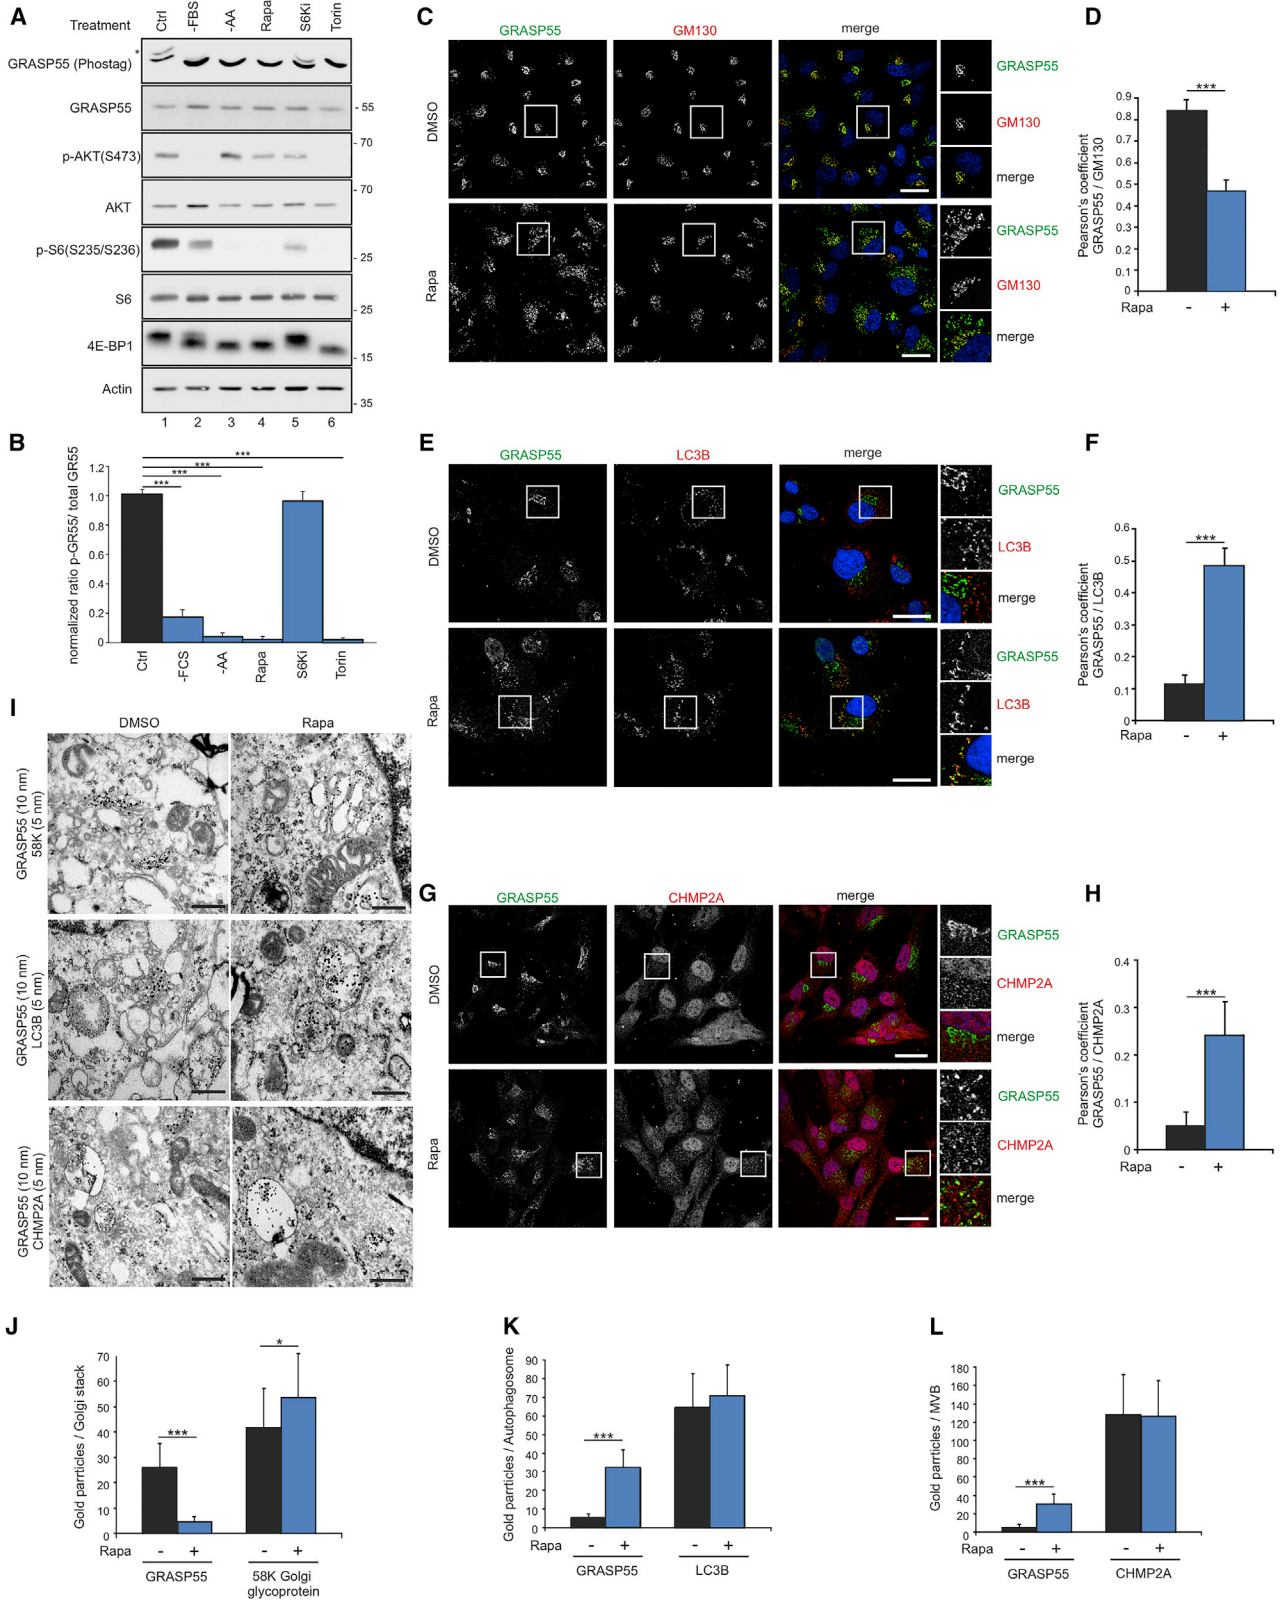 A
Treatment
Ctrl
-FBS
-AA
Rapa
S6Ki
Torin
*
GRASP55 (Phostag)
GRASP55
- 55
p-AKT(S473)
- 70
AKT
- 70
p-S6(S235/S236)
- 25
S6
- 25
4E-BP1
- 15
Actin
- 35
1 2 3 4 5 6
B
normalized ratio p-GR55/ total GR55
1.2
1.0
0.8
0.6
0.4
0.2
0
***
***
***
***
Ctrl
-FCS
-AA
Rapa
S6Ki
Torin
C
GRASP55 GM130 merge
DMSO
Rapa
GRASP55
GM130
merge
GRASP55
GM130
merge
D
Pearson's coefficient
GRASP55 / GM130
0.9
0.8
0.7
0.6
0.5
0.4
0.3
0.2
0.1
0
***
Rapa - +
E
GRASP55 LC3B merge
DMSO
Rapa
GRASP55
LC3B
merge
GRASP55
LC3B
merge
F
Pearson's coefficient
GRASP55 / LC3B
0.6
0.5
0.4
0.3
0.2
0.1
0
***
Rapa - +
G
GRASP55 CHMP2A merge
DMSO
Rapa
GRASP55
CHMP2A
merge
GRASP55
CHMP2A
merge
H
Pearson's coefficient
GRASP55 / CHMP2A
0.4
0.3
0.2
0.1
0
***
Rapa - +
I
DMSO Rapa
GRASP55 (10 nm)
58K (5 nm)
GRASP55 (10 nm)
LC3B (5 nm)
GRASP55 (10 nm)
CHMP2A (5 nm)
J
Gold parrticles / Golgi stack
70
60
50
40
30
20
10
0
***
*
Rapa - + - +
GRASP55
58K Golgi
glycoprotein
K
Gold parrticles / Autophagosome
90
80
70
60
50
40
30
20
10
0
***
Rapa - + - +
GRASP55 LC3B
L
Gold parrticles / MVB
180
160
140
120
100
80
60
40
20
0
***
Rapa - + - +
GRASP55 CHMP2A